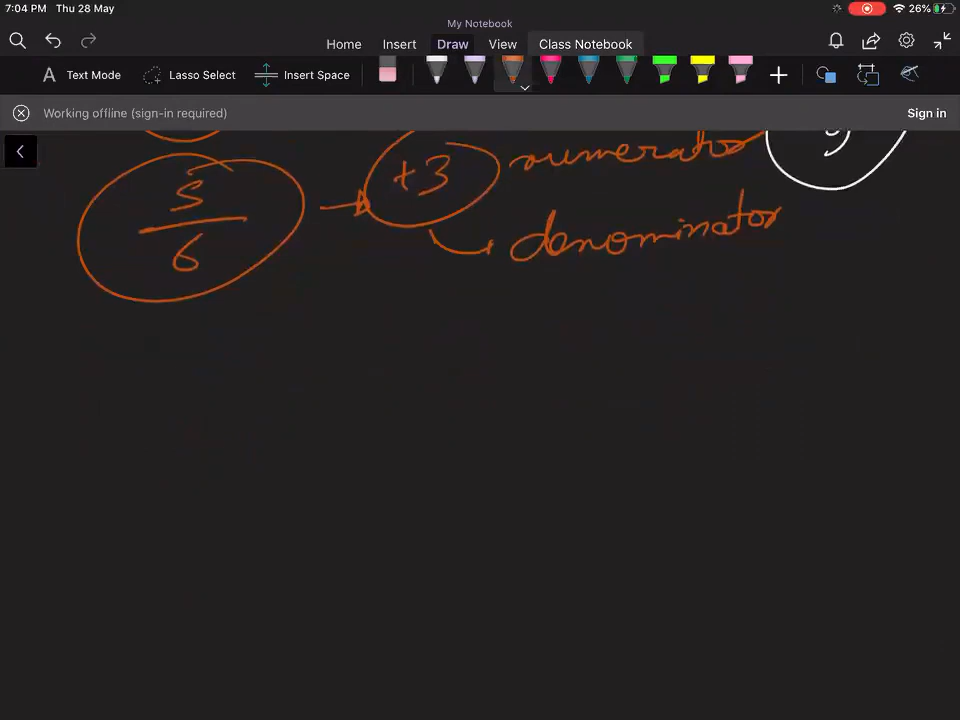 7:04 PM Thu 28 May 26%
My Notebook
Home Insert Draw View Class Notebook
Text Mode Lasso Select Insert Space
Working offline (sign-in required) Sign in
5/6 → +3 numerator
denominator